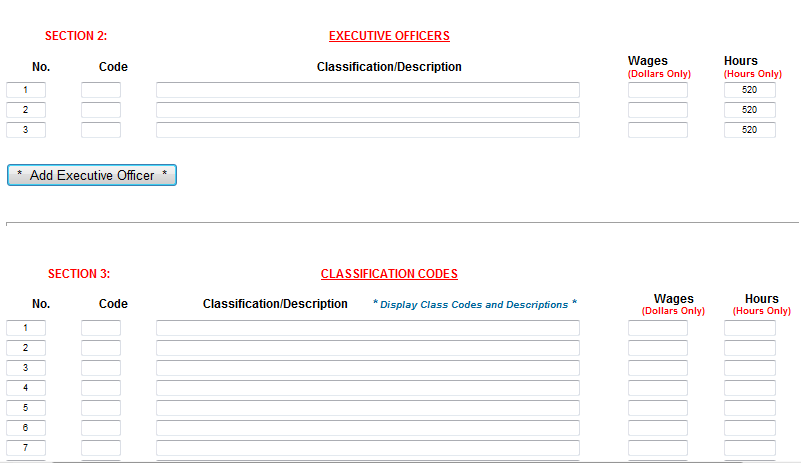 SECTION 2: EXECUTIVE OFFICERS
No. Code Classification/Description Wages Hours
(Dollars Only) (Hours Only)
1 520
2 520
3 520
* Add Executive Officer *
SECTION 3: CLASSIFICATION CODES
No. Code Classification/Description * Display Class Codes and Descriptions * Wages Hours
(Dollars Only) (Hours Only)
1
2
3
4
5
6
7